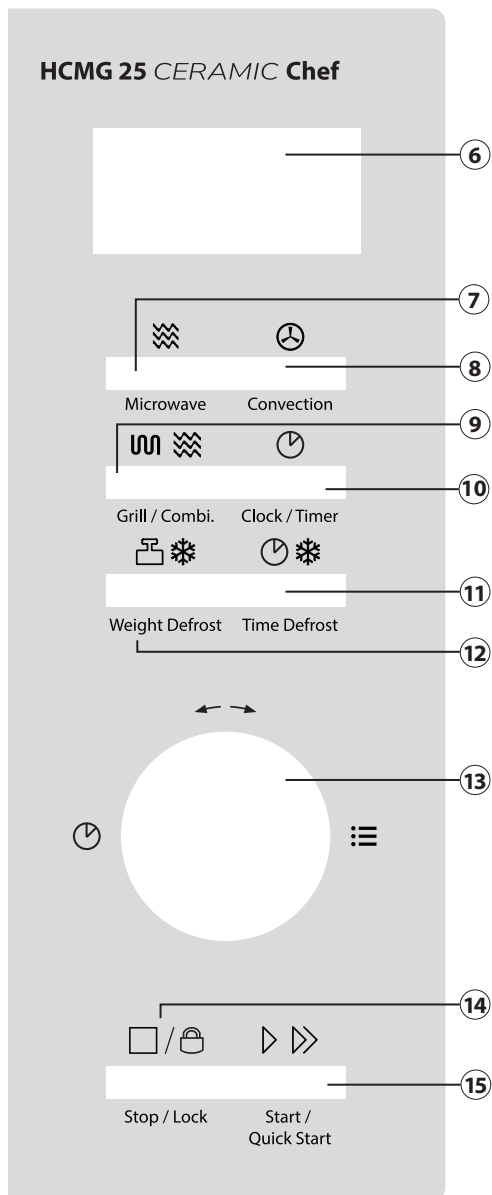 HCMG 25 CERAMIC Chef
6
7
8
Microwave Convection
9
10
Grill / Combi. Clock / Timer
11
Weight Defrost Time Defrost
12
13
14
15
Stop / Lock Start /
Quick Start